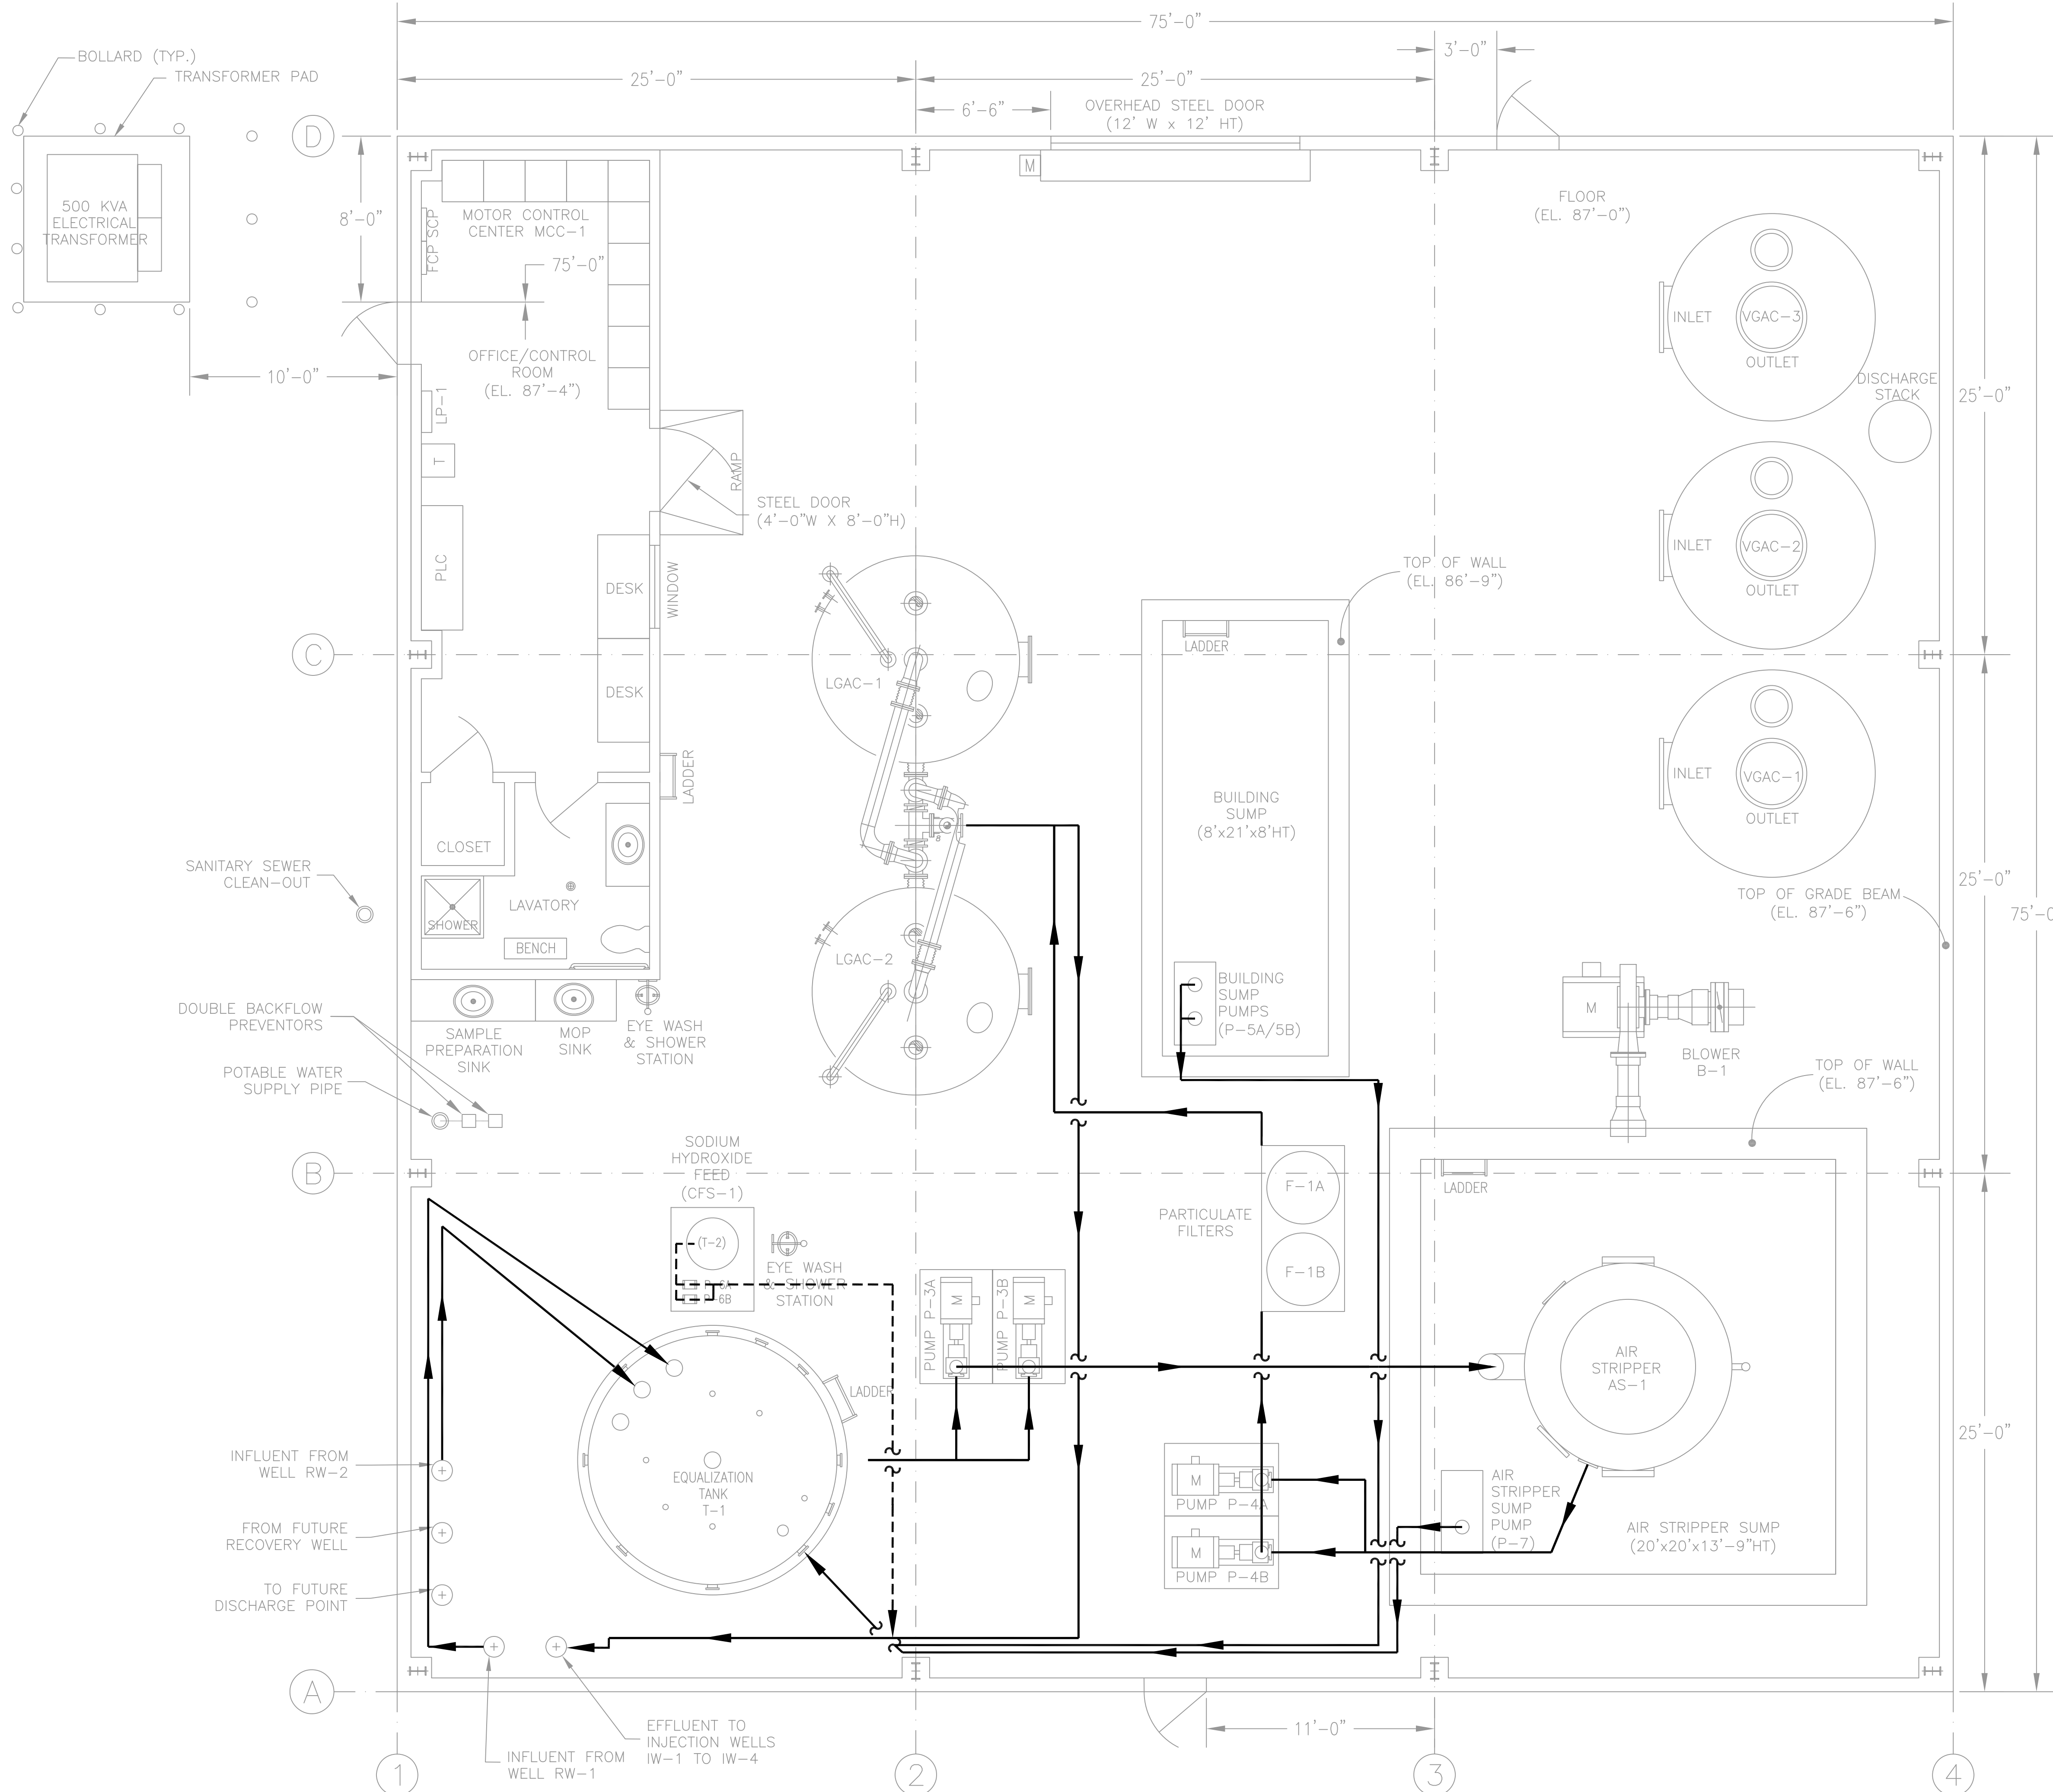 75'-0"
3'-0"
BOLLARD (TYP.)
TRANSFORMER PAD
25'-0"
25'-0"
6'-6"
OVERHEAD STEEL DOOR
(12' W x 12' HT)
D
M
500 KVA
ELECTRICAL
TRANSFORMER
8'-0"
FCP SCP
MOTOR CONTROL
CENTER MCC-1
75'-0"
FLOOR
(EL. 87'-0")
INLET
VGAC-3
OUTLET
OFFICE/CONTROL
ROOM
(EL. 87'-4")
10'-0"
DISCHARGE
STACK
25'-0"
LP-1
T
RAMP
STEEL DOOR
(4'-0"W X 8'-0"H)
PLC
DESK
WINDOW
TOP OF WALL
(EL. 86'-9")
INLET
VGAC-2
OUTLET
C
LADDER
LGAC-1
DESK
LADDER
INLET
VGAC-1
OUTLET
BUILDING
SUMP
(8'x21'x8'HT)
CLOSET
SANITARY SEWER
CLEAN-OUT
LAVATORY
SHOWER
BENCH
TOP OF GRADE BEAM
(EL. 87'-6")
25'-0"
75'-0
LGAC-2
BUILDING
SUMP
PUMPS
(P-5A/5B)
DOUBLE BACKFLOW
PREVENTORS
SAMPLE
PREPARATION
SINK
MOP
SINK
EYE WASH
& SHOWER
STATION
M
BLOWER
B-1
POTABLE WATER
SUPPLY PIPE
TOP OF WALL
(EL. 87'-6")
SODIUM
HYDROXIDE
FEED
(CFS-1)
B
LADDER
F-1A
PARTICULATE
FILTERS
F-1B
(T-2)
P-6A
P-6B
EYE WASH
& SHOWER
STATION
PUMP P-3A
M
PUMP P-3B
M
AIR
STRIPPER
AS-1
LADDER
25'-0"
INFLUENT FROM
WELL RW-2
EQUALIZATION
TANK
T-1
M
PUMP P-4A
AIR
STRIPPER
SUMP
PUMP
(P-7)
FROM FUTURE
RECOVERY WELL
AIR STRIPPER SUMP
(20'x20'x13'-9"HT)
M
PUMP P-4B
TO FUTURE
DISCHARGE POINT
A
EFFLUENT TO
INJECTION WELLS
IW-1 TO IW-4
11'-0"
INFLUENT FROM
WELL RW-1
1
2
3
4